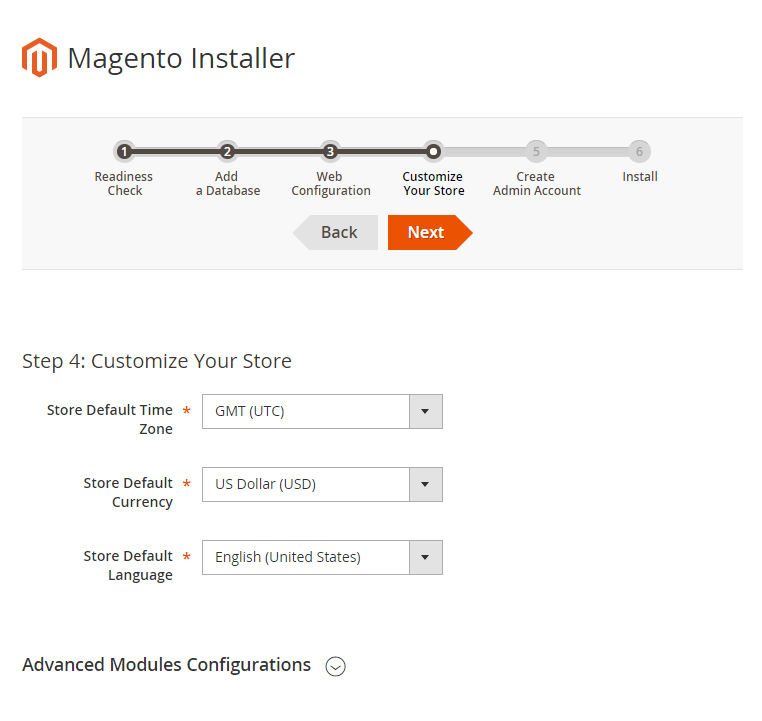 Magento Installer
1 2 3 5 6
Readiness Check
Add a Database
Web Configuration
Customize Your Store
Create Admin Account
Install
Back
Next
Step 4: Customize Your Store
Store Default Time Zone * GMT (UTC)
Store Default Currency * US Dollar (USD)
Store Default Language * English (United States)
Advanced Modules Configurations